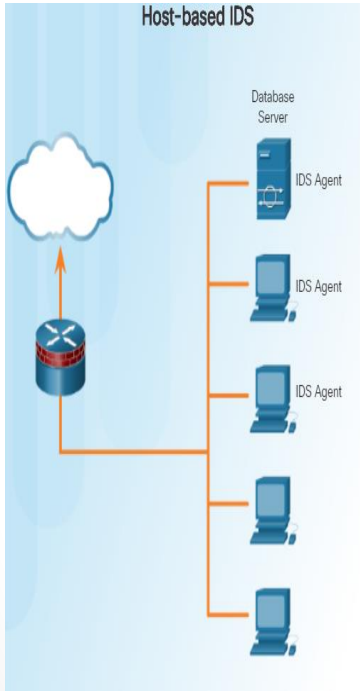 Host-based IDS
Database
Server
IDS Agent
IDS Agent
IDS Agent